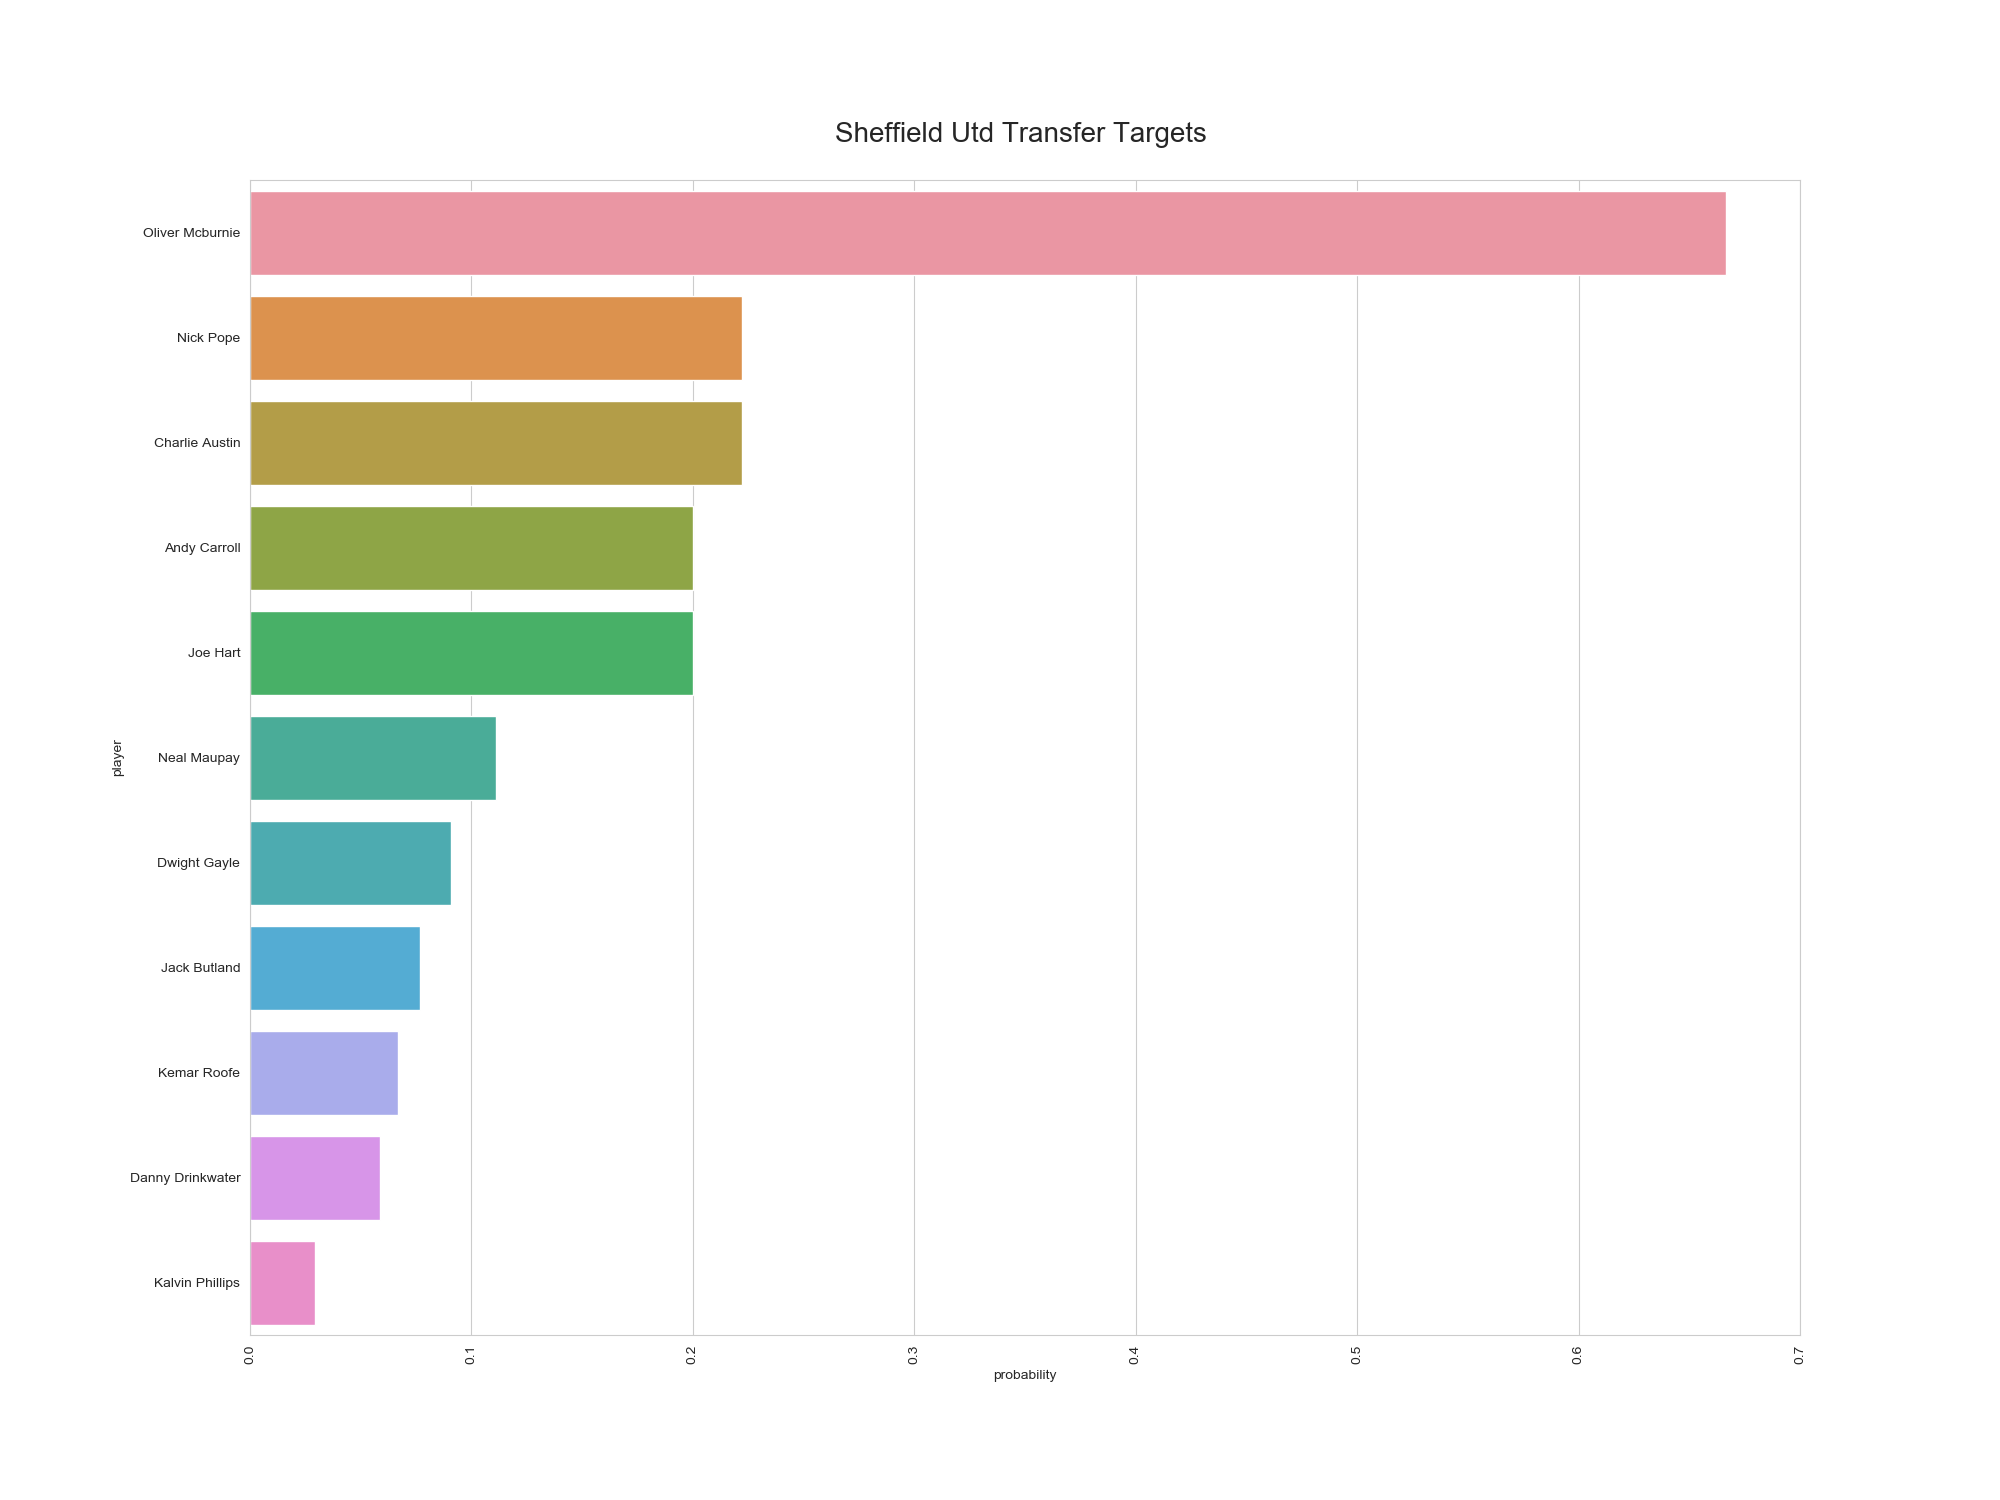 Sheffield Utd Transfer Targets
Oliver Mcburnie
Nick Pope
Charlie Austin
Andy Carroll
Joe Hart
Neal Maupay
Dwight Gayle
Jack Butland
Kemar Roofe
Danny Drinkwater
Kalvin Phillips
player
0.0 0.1 0.2 0.3 0.4 0.5 0.6 0.7
probability